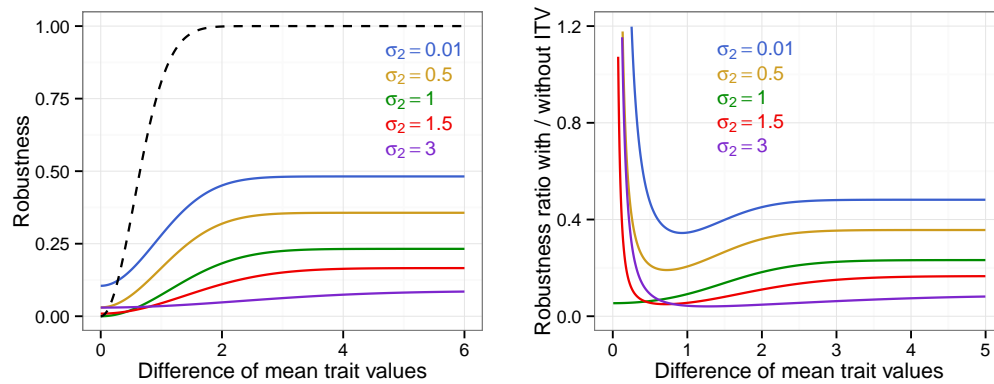 1.00
0.75
0.50
0.25
0.00
Robustness
0
2
4
6
Difference of mean trait values
σ2 = 0.01
σ2 = 0.5
σ2 = 1
σ2 = 1.5
σ2 = 3
1.2
0.8
0.4
0.0
Robustness ratio with / without ITV
0
1
2
3
4
5
Difference of mean trait values
σ2 = 0.01
σ2 = 0.5
σ2 = 1
σ2 = 1.5
σ2 = 3